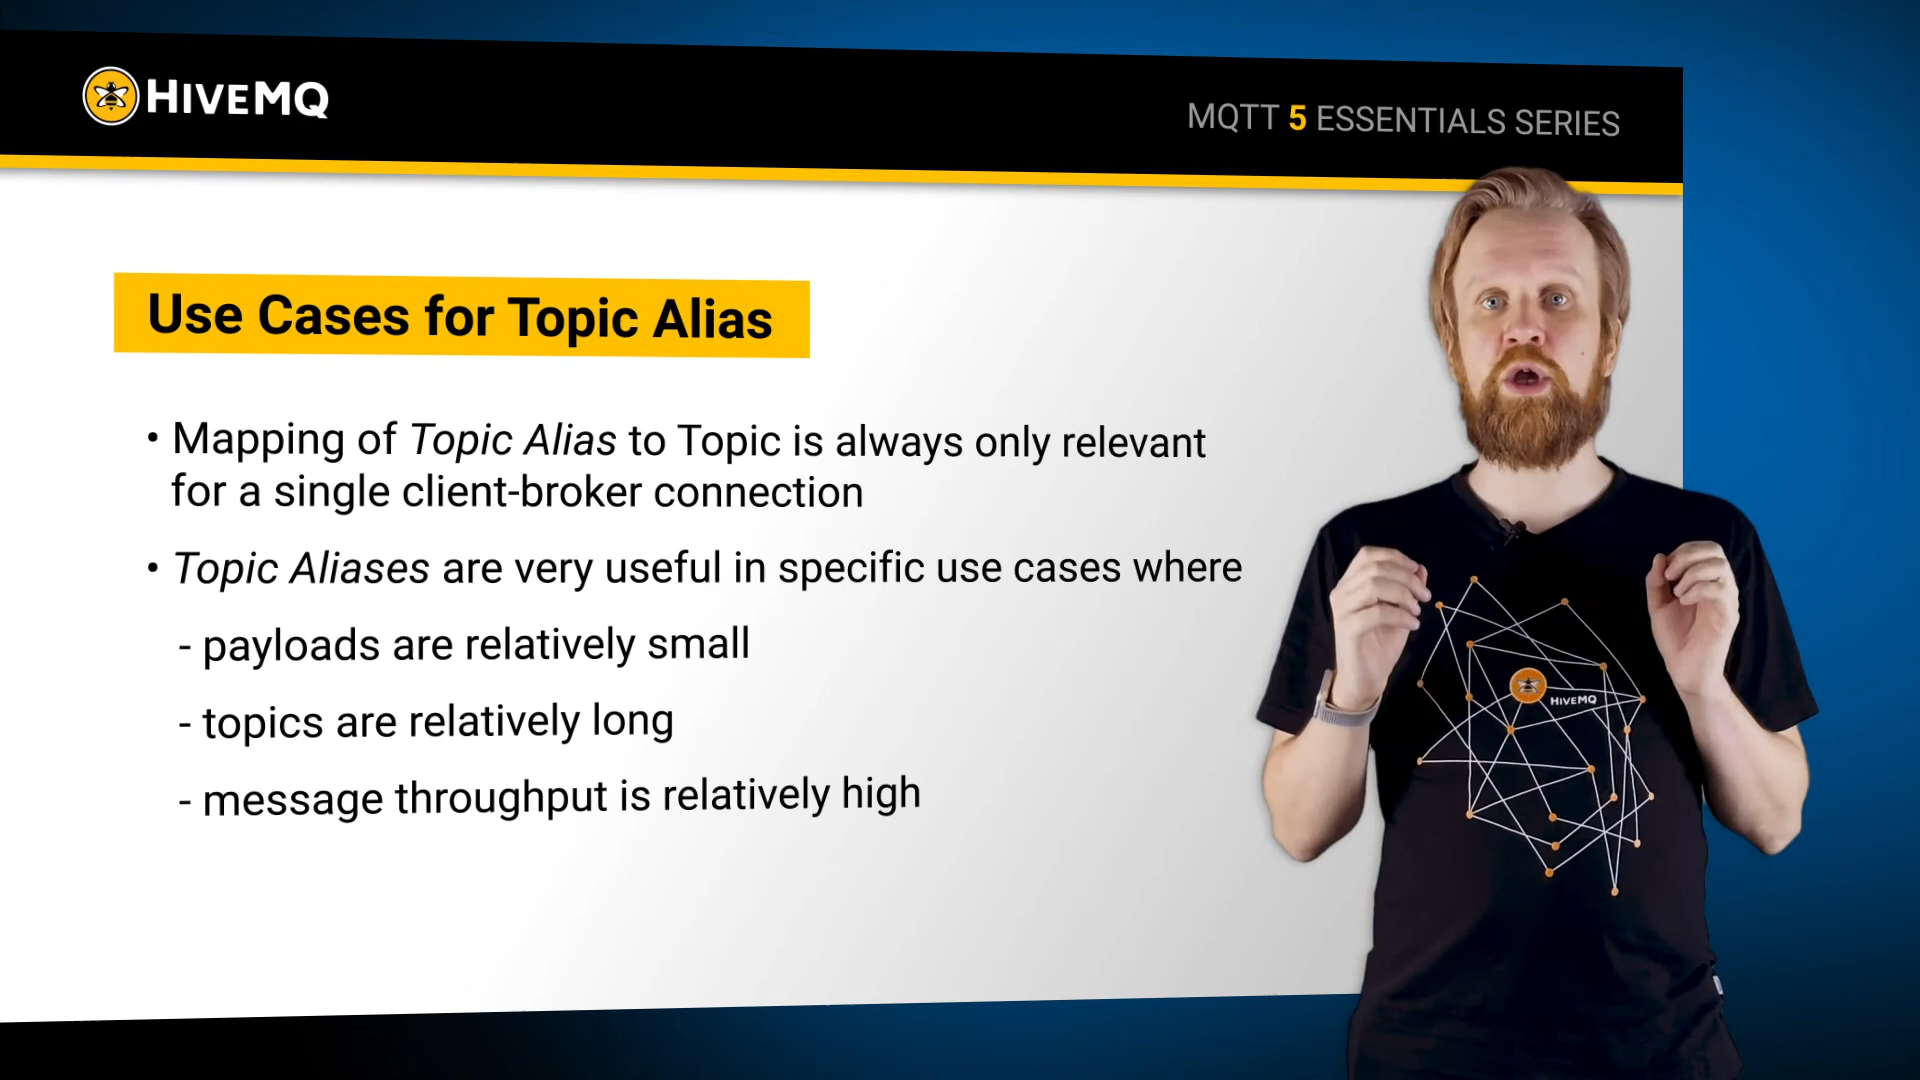 HIVEMQ
MQTT 5 ESSENTIALS SERIES
Use Cases for Topic Alias
• Mapping of Topic Alias to Topic is always only relevant
for a single client-broker connection
• Topic Aliases are very useful in specific use cases where
- payloads are relatively small
- topics are relatively long
- message throughput is relatively high
HIVEMQ